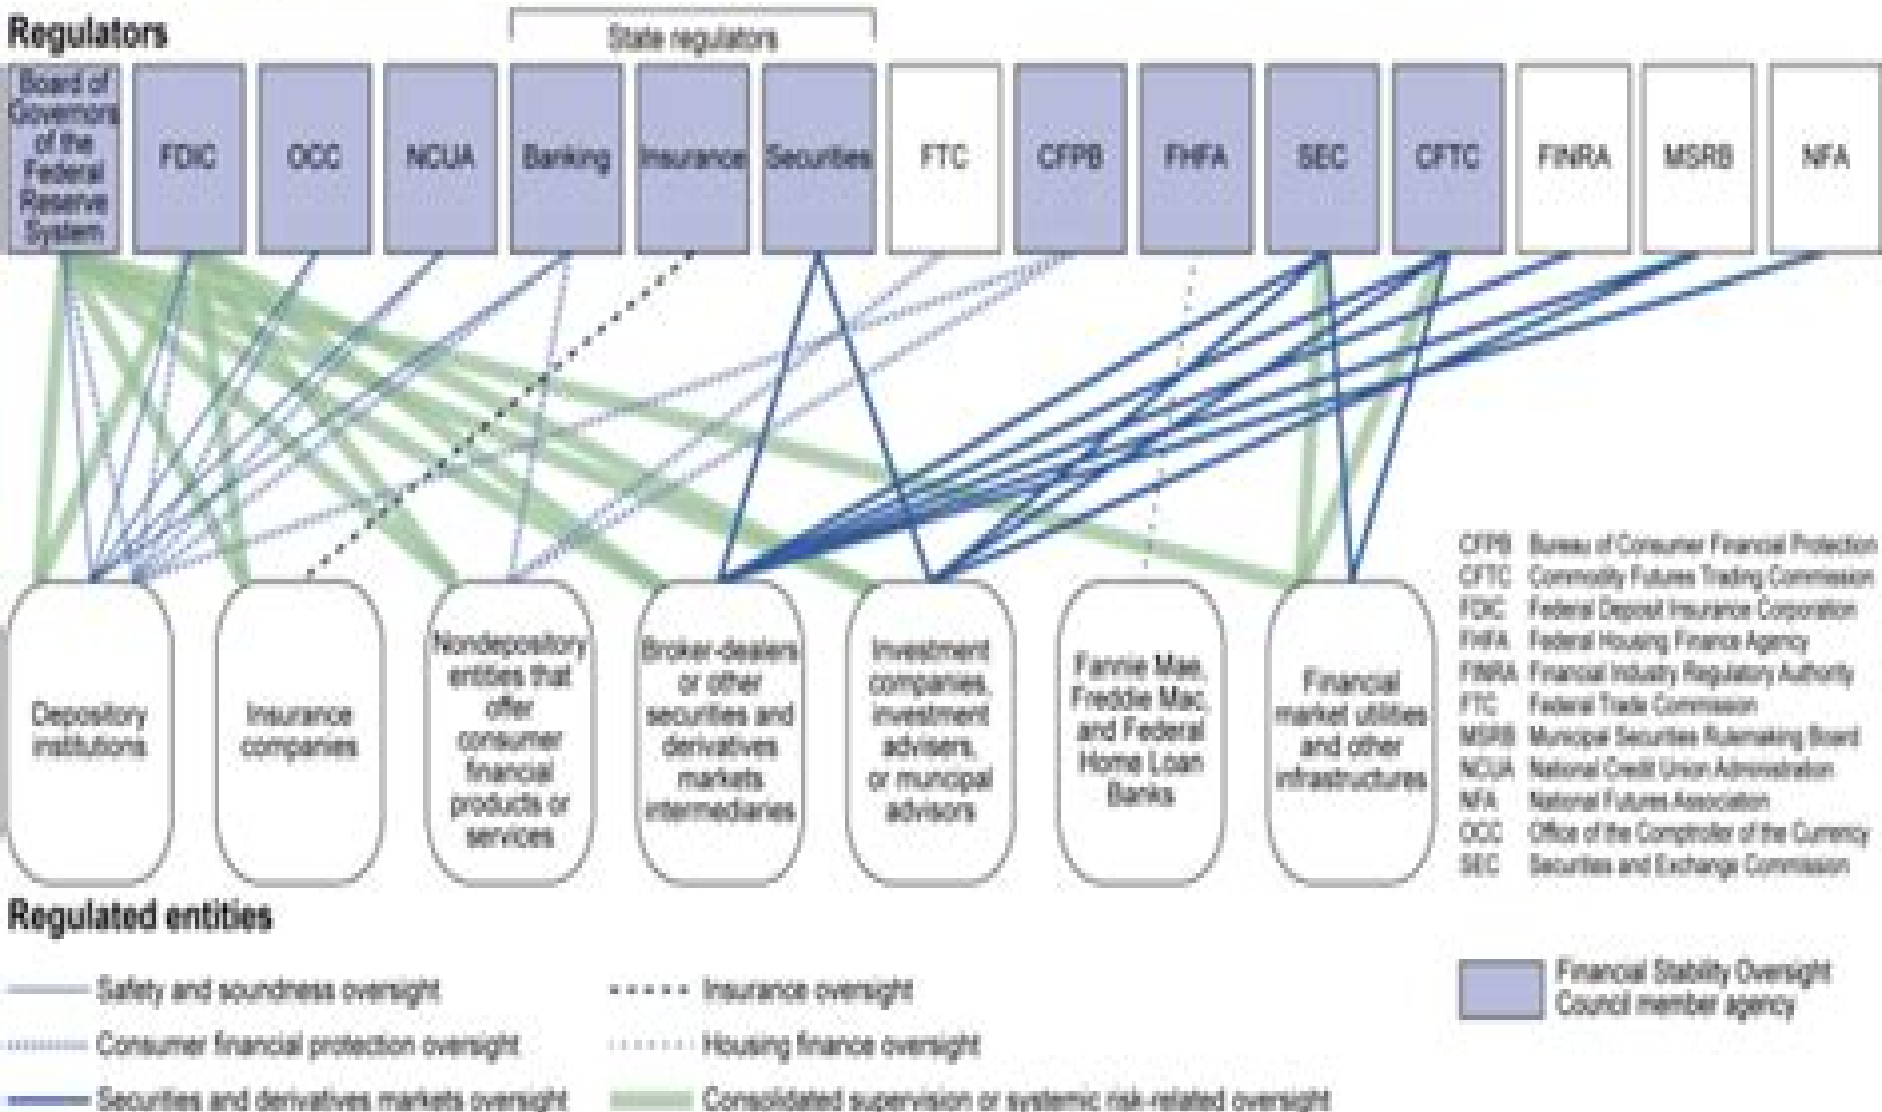 Regulators
State regulators
Board of
Governors
of the
Federal
Reserve
System
FDIC
OCC
NCUA
Banking
Insurance
Securities
FTC
CFPB
FHFA
SEC
CFTC
FINRA
MSRB
NFA
Depository
institutions
Insurance
companies
Nondepository
entities that
offer
consumer
financial
products or
services
Broker-dealers
or other
securities and
derivatives
markets
intermediaries
Investment
companies,
investment
advisers,
or muncipal
advisors
Fannie Mae,
Freddie Mac,
and Federal
Home Loan
Banks
Financial
market utilities
and other
infrastructures
CFPB Bureau of Consumer Financial Protection
CFTC Commodity Futures Trading Commission
FDIC Federal Deposit Insurance Corporation
FHFA Federal Housing Finance Agency
FINRA Financial Industry Regulatory Authority
FTC Federal Trade Commission
MSRB Municipal Securities Rulemaking Board
NCUA National Credit Union Administration
NFA National Futures Association
OCC Office of the Comptroller of the Currency
SEC Securities and Exchange Commission
Regulated entities
Safety and soundness oversight
Consumer financial protection oversight
Securities and derivatives markets oversight
Insurance oversight
Housing finance oversight
Consolidated supervision or systemic risk-related oversight
Financial Stability Oversight
Council member agency